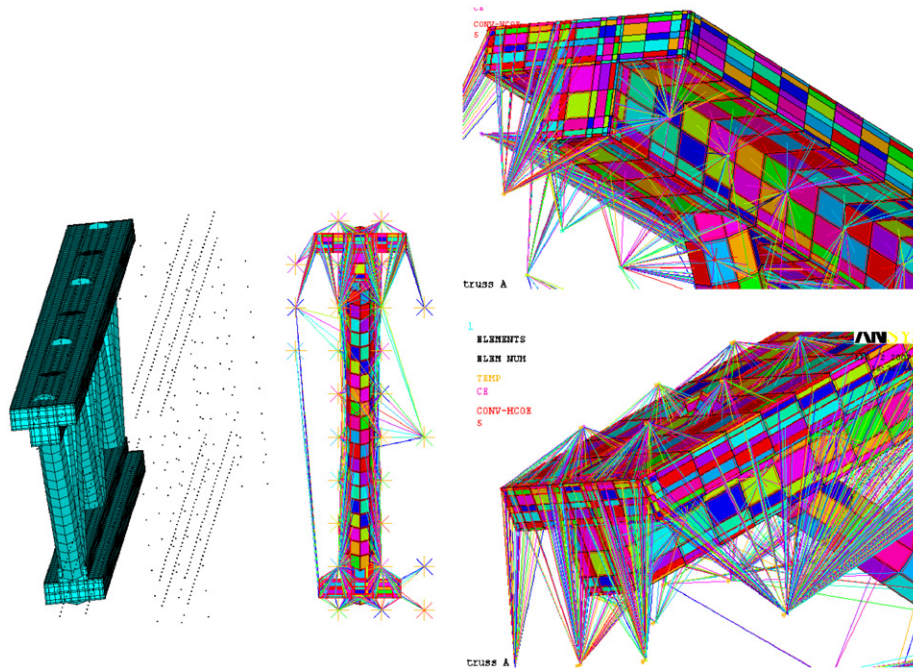 CONV-HCOE
5
truss A
1
ELEMENTS
ELEM NUM
TEMP
CE
CONV-HCOE
5
truss A